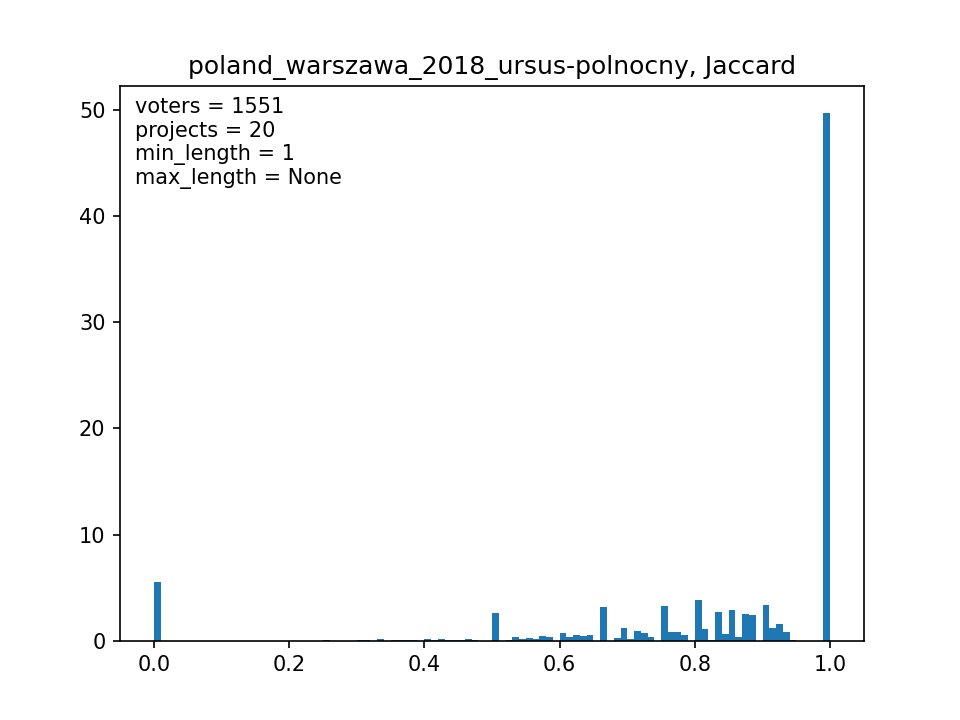 poland_warszawa_2018_ursus-polnocny, Jaccard
voters = 1551
projects = 20
min_length = 1
max_length = None
50
40
30
20
10
0
0.0 0.2 0.4 0.6 0.8 1.0